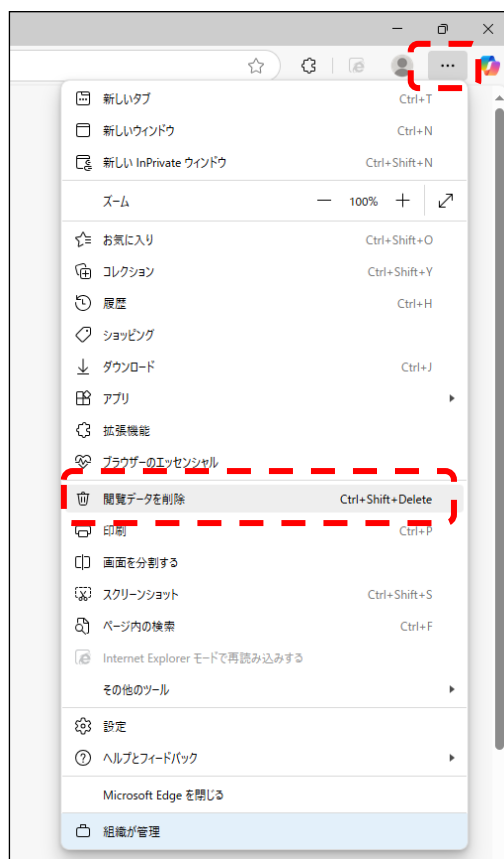 新しいタブ Ctrl+T
新しいウィンドウ Ctrl+N
新しい InPrivate ウィンドウ Ctrl+Shift+N
ズーム 100%
お気に入り Ctrl+Shift+O
コレクション Ctrl+Shift+Y
履歴 Ctrl+H
ショッピング
ダウンロード Ctrl+J
アプリ
拡張機能
ブラウザーのエッセンシャル
閲覧データを削除 Ctrl+Shift+Delete
印刷 Ctrl+P
画面を分割する
スクリーンショット Ctrl+Shift+S
ページ内の検索 Ctrl+F
Internet Explorer モードで再読み込みする
その他のツール
設定
ヘルプとフィードバック
Microsoft Edge を閉じる
組織が管理